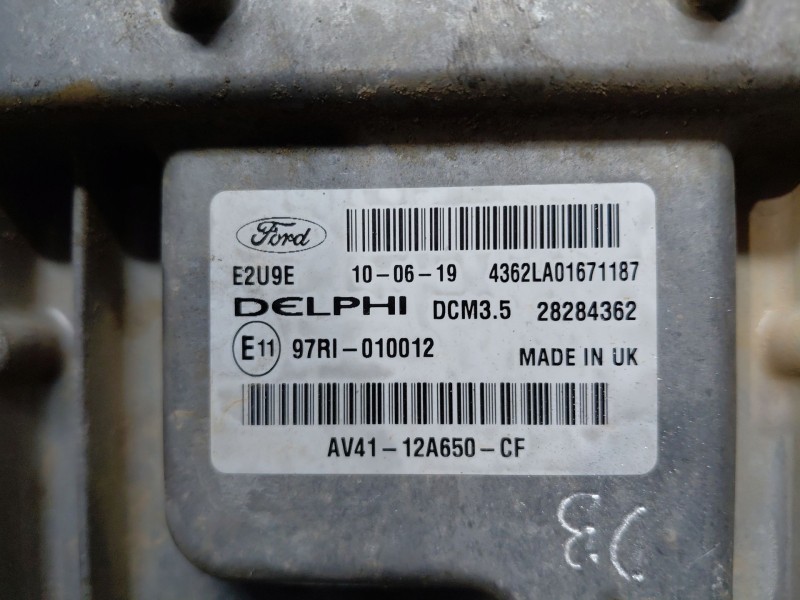 Ford
E2U9E 10-06-19 4362LA01671187
DELPHI DCM3.5 28284362
E11 97RI-010012 MADE IN UK
AV41-12A650-CF